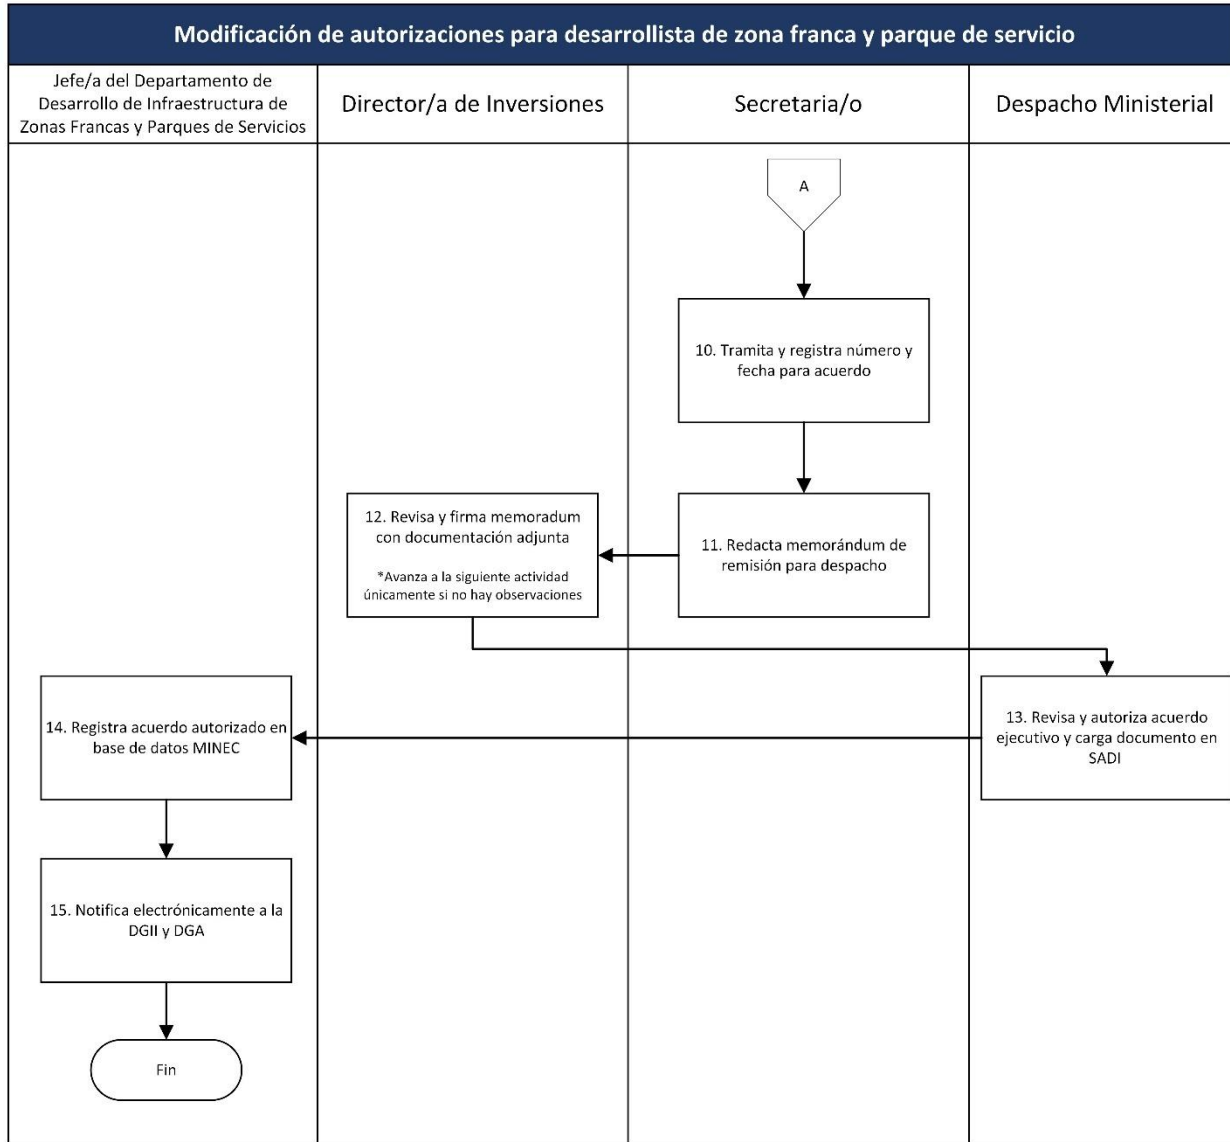 Modificación de autorizaciones para desarrollista de zona franca y parque de servicio
Jefe/a del Departamento de
Desarrollo de Infraestructura de
Zonas Francas y Parques de Servicios
Director/a de Inversiones
Secretaria/o
Despacho Ministerial
A
10. Tramita y registra número y
fecha para acuerdo
11. Redacta memorándum de
remisión para despacho
12. Revisa y firma memoradum
con documentación adjunta
*Avanza a la siguiente actividad
únicamente si no hay observaciones
13. Revisa y autoriza acuerdo
ejecutivo y carga documento en
SADI
14. Registra acuerdo autorizado en
base de datos MINEC
15. Notifica electrónicamente a la
DGII y DGA
Fin